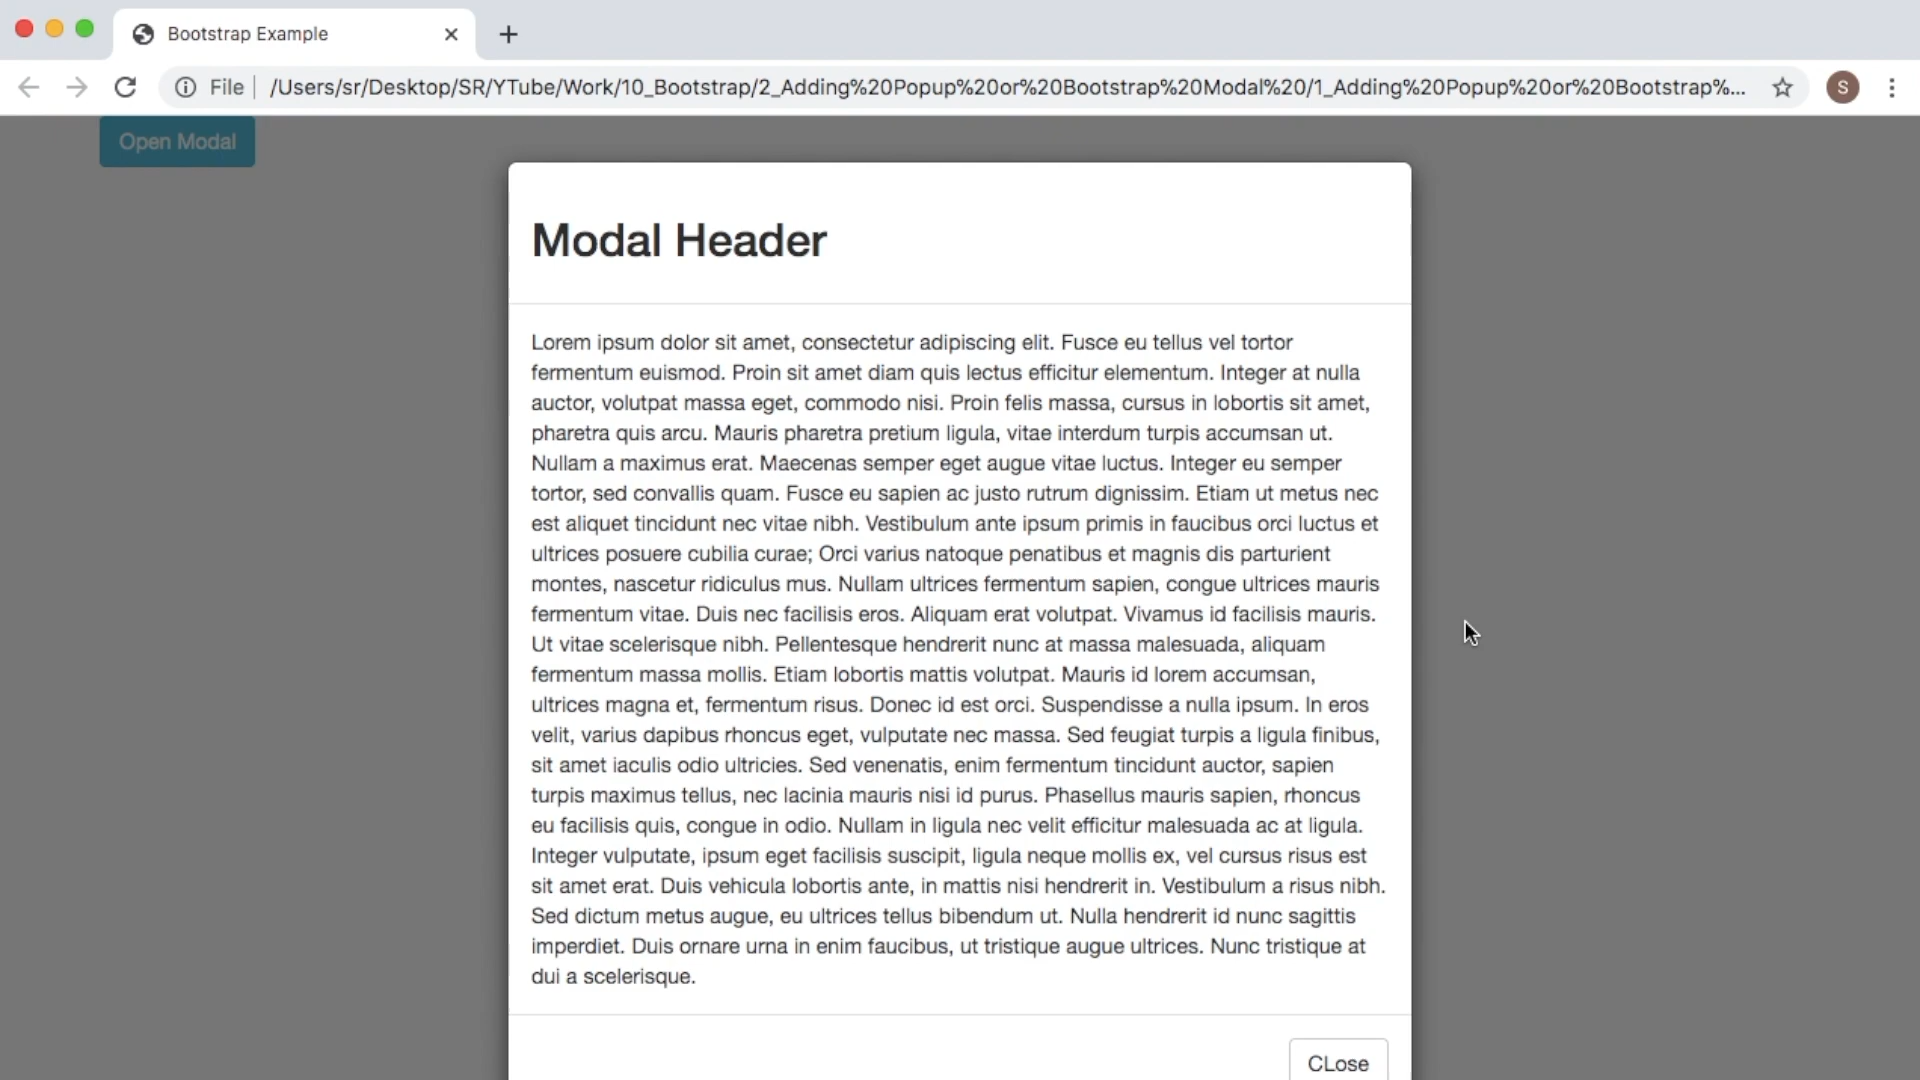 Bootstrap Example
File /Users/sr/Desktop/SR/YTube/Work/10_Bootstrap/2_Adding%20Popup%20or%20Bootstrap%20Modal%20/1_Adding%20Popup%20or%20Bootstrap%... S
Open Modal
Modal Header
Lorem ipsum dolor sit amet, consectetur adipiscing elit. Fusce eu tellus vel tortor
fermentum euismod. Proin sit amet diam quis lectus efficitur elementum. Integer at nulla
auctor, volutpat massa eget, commodo nisi. Proin felis massa, cursus in lobortis sit amet,
pharetra quis arcu. Mauris pharetra pretium ligula, vitae interdum turpis accumsan ut.
Nullam a maximus erat. Maecenas semper eget augue vitae luctus. Integer eu semper
tortor, sed convallis quam. Fusce eu sapien ac justo rutrum dignissim. Etiam ut metus nec
est aliquet tincidunt nec vitae nibh. Vestibulum ante ipsum primis in faucibus orci luctus et
ultrices posuere cubilia curae; Orci varius natoque penatibus et magnis dis parturient
montes, nascetur ridiculus mus. Nullam ultrices fermentum sapien, congue ultrices mauris
fermentum vitae. Duis nec facilisis eros. Aliquam erat volutpat. Vivamus id facilisis mauris.
Ut vitae scelerisque nibh. Pellentesque hendrerit nunc at massa malesuada, aliquam
fermentum massa mollis. Etiam lobortis mattis volutpat. Mauris id lorem accumsan,
ultrices magna et, fermentum risus. Donec id est orci. Suspendisse a nulla ipsum. In eros
velit, varius dapibus rhoncus eget, vulputate nec massa. Sed feugiat turpis a ligula finibus,
sit amet iaculis odio ultricies. Sed venenatis, enim fermentum tincidunt auctor, sapien
turpis maximus tellus, nec lacinia mauris nisi id purus. Phasellus mauris sapien, rhoncus
eu facilisis quis, congue in odio. Nullam in ligula nec velit efficitur malesuada ac at ligula.
Integer vulputate, ipsum eget facilisis suscipit, ligula neque mollis ex, vel cursus risus est
sit amet erat. Duis vehicula lobortis ante, in mattis nisi hendrerit in. Vestibulum a risus nibh.
Sed dictum metus augue, eu ultrices tellus bibendum ut. Nulla hendrerit id nunc sagittis
imperdiet. Duis ornare urna in enim faucibus, ut tristique augue ultrices. Nunc tristique at
dui a scelerisque.
CLose